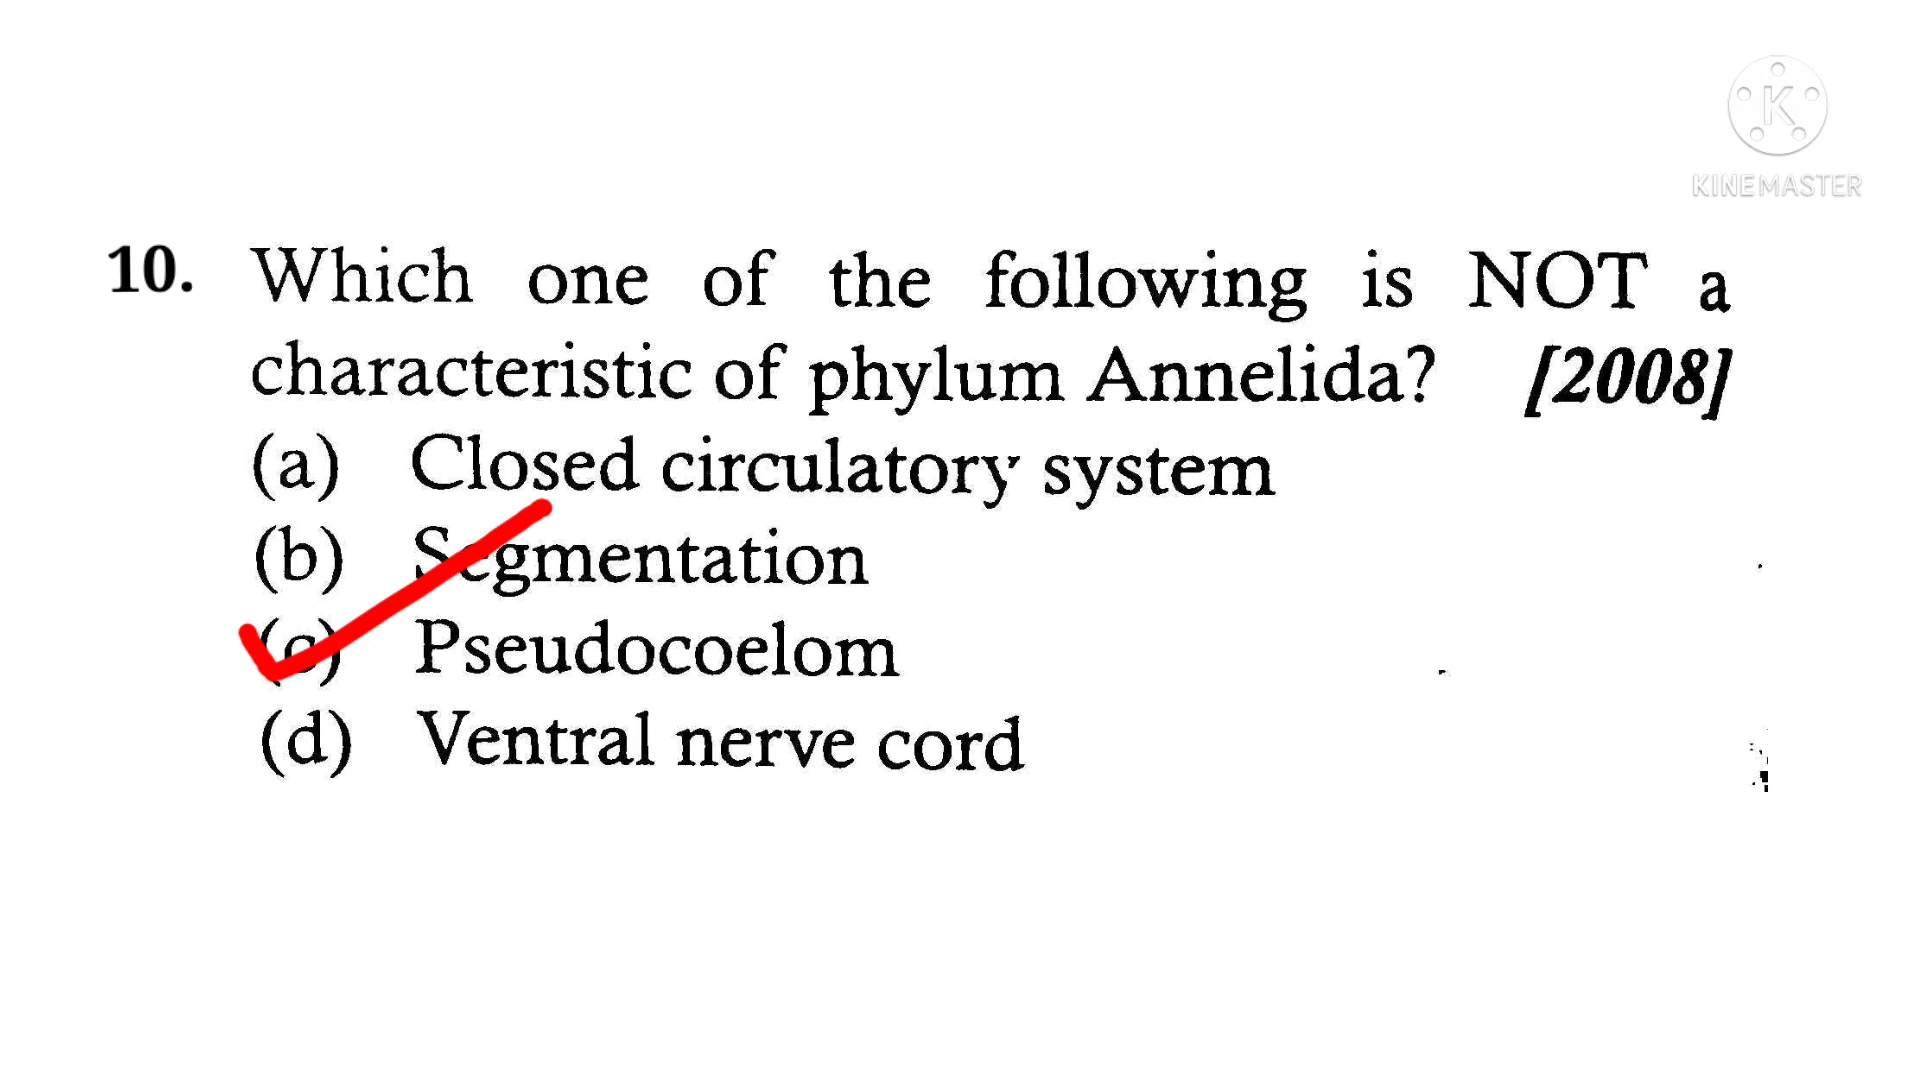 K
KINEMASTER
10. Which one of the following is NOT a
characteristic of phylum Annelida? [2008]
(a) Closed circulatory system
(b) Segmentation
(c) Pseudocoelom
(d) Ventral nerve cord